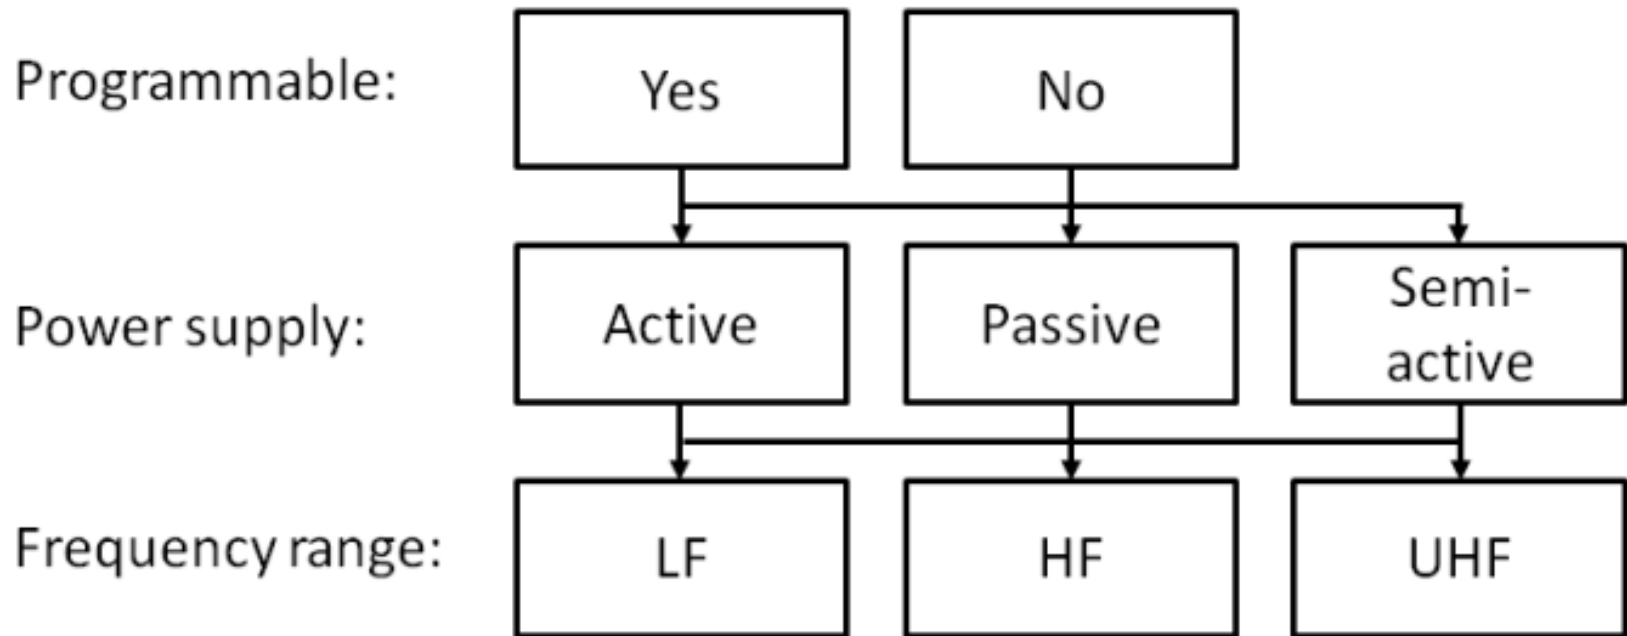 Programmable:
Yes
No
Power supply:
Active
Passive
Semi-
active
Frequency range:
LF
HF
UHF